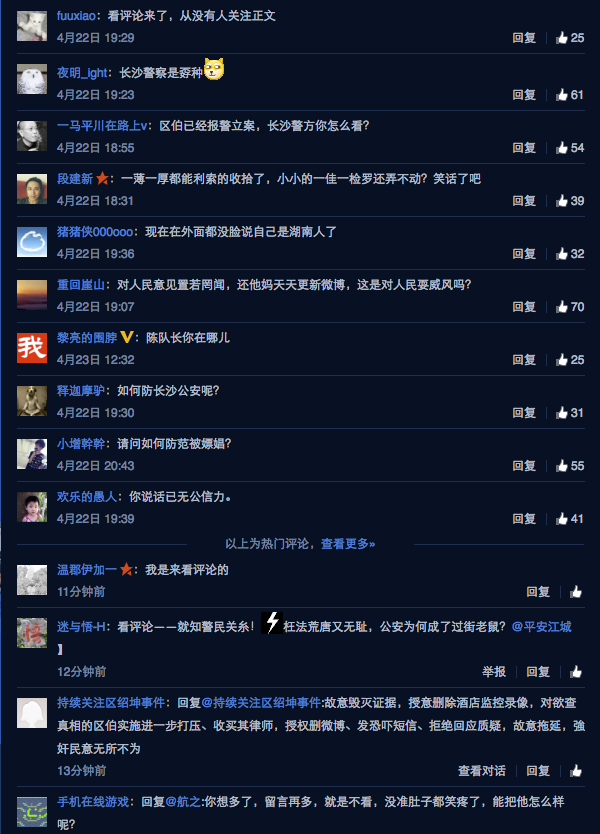 fuuxiao：看评论来了，从没有人关注正文
4月22日 19:29 回复 25
夜明_ight：长沙警察是孬种
4月22日 19:23 回复 61
一马平川在路上v：区伯已经报警立案，长沙警方你怎么看？
4月22日 18:55 回复 54
段建新：一薄一厚都能利索的收拾了，小小的一佳一检罗还弄不动？笑话了吧
4月22日 18:31 回复 39
猪猪侠000ooo：现在在外面都没脸说自己是湖南人了
4月22日 19:36 回复 32
重回崖山：对人民意见置若罔闻，还他妈天天更新微博，这是对人民耍威风吗？
4月22日 19:07 回复 70
我
黎亮的围脖：陈队长你在哪儿
4月23日 12:32 回复 25
释迦摩驴：如何防长沙公安呢？
4月22日 19:30 回复 31
小增幹幹：请问如何防范被嫖娼？
4月22日 20:43 回复 55
欢乐的愚人：你说话已无公信力。
4月22日 19:39 回复 41
以上为热门评论，查看更多»
温郡伊加一：我是来看评论的
11分钟前 回复
悟
迷与悟-H：看评论——就知警民关糸！枉法荒唐又无耻，公安为何成了过街老鼠？@平安江城
】
12分钟前 举报 回复
持续关注区绍坤事件：回复@持续关注区绍坤事件:故意毁灭证据，授意删除酒店监控录像，对欲查
真相的区伯实施进一步打压、收买其律师，授权删微博、发恐吓短信、拒绝回应质疑，故意拖延，強
奸民意无所不为
13分钟前 查看对话 回复
手机在线游戏：回复@航之:你想多了，留言再多，就是不看，没准肚子都笑疼了，能把他怎么样
呢？